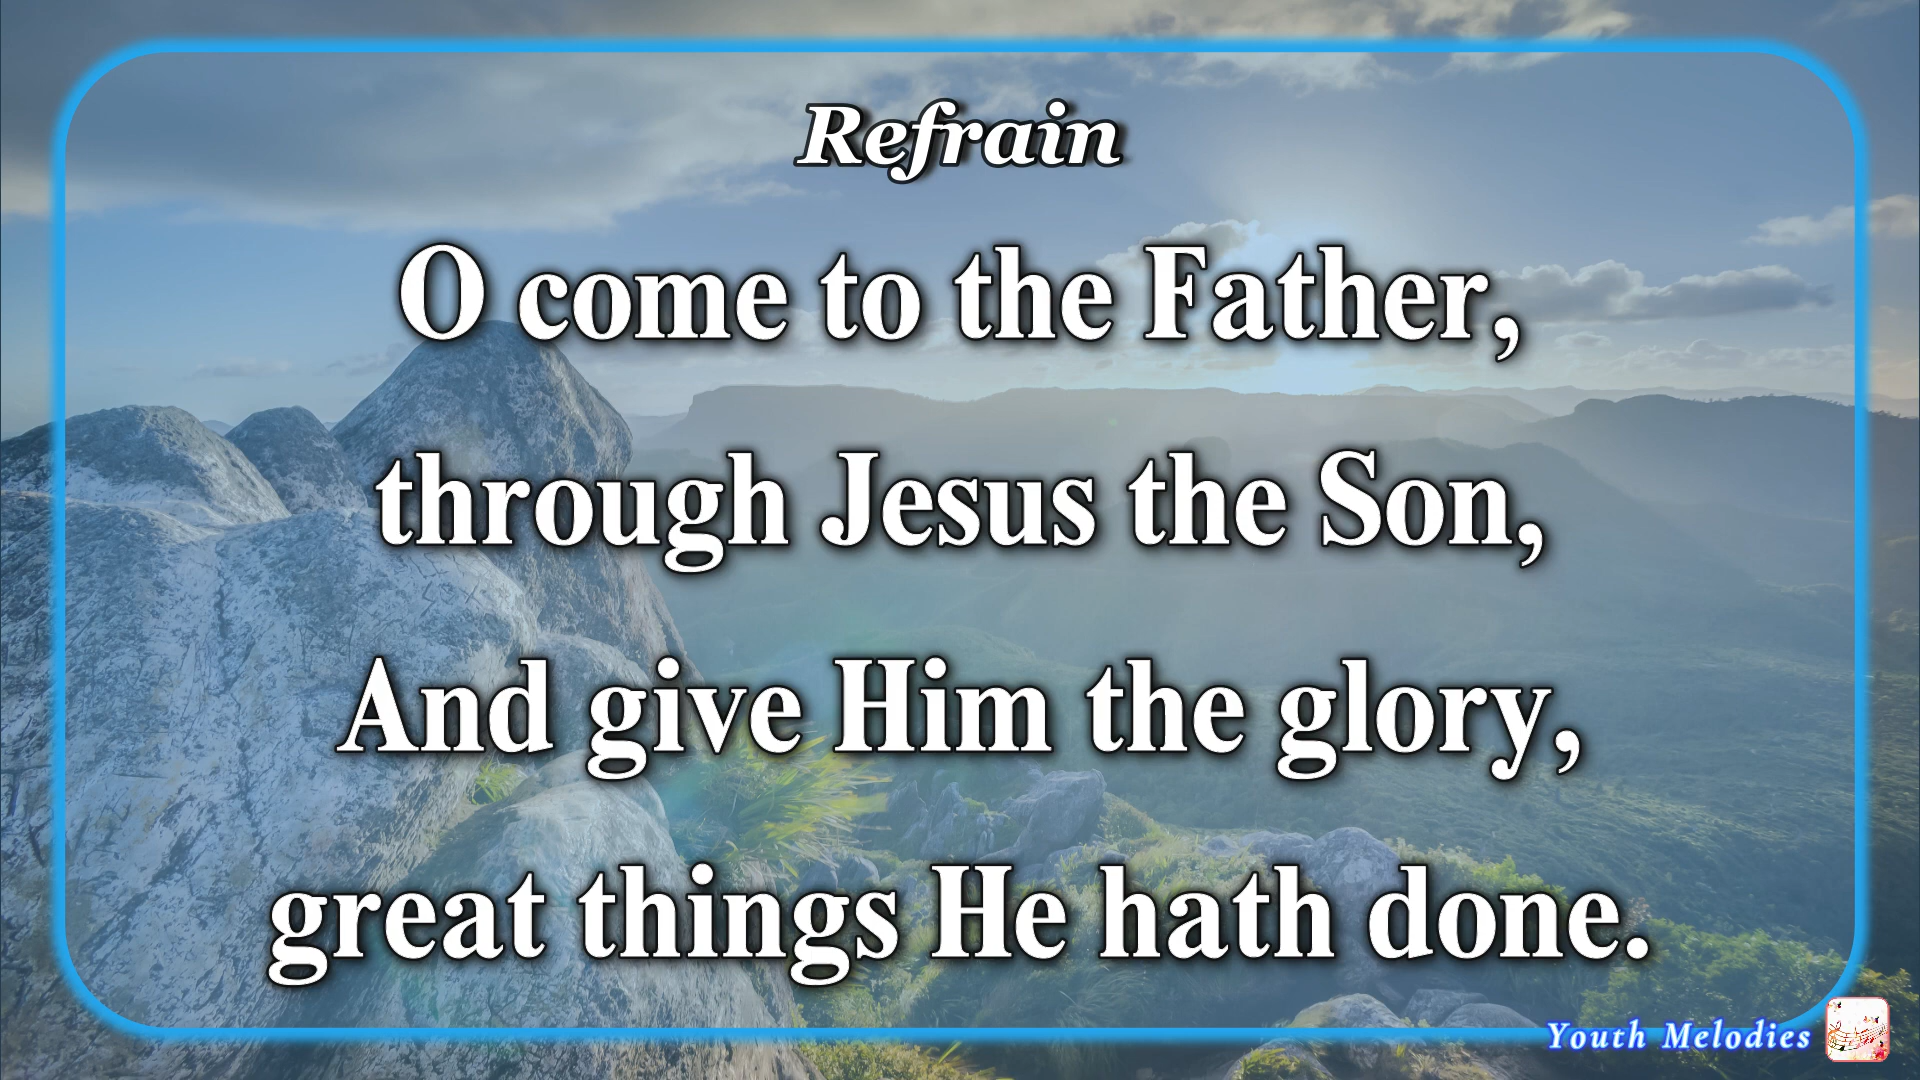 Refrain
O come to the Father,
through Jesus the Son,
And give Him the glory,
great things He hath done.
Youth Melodies